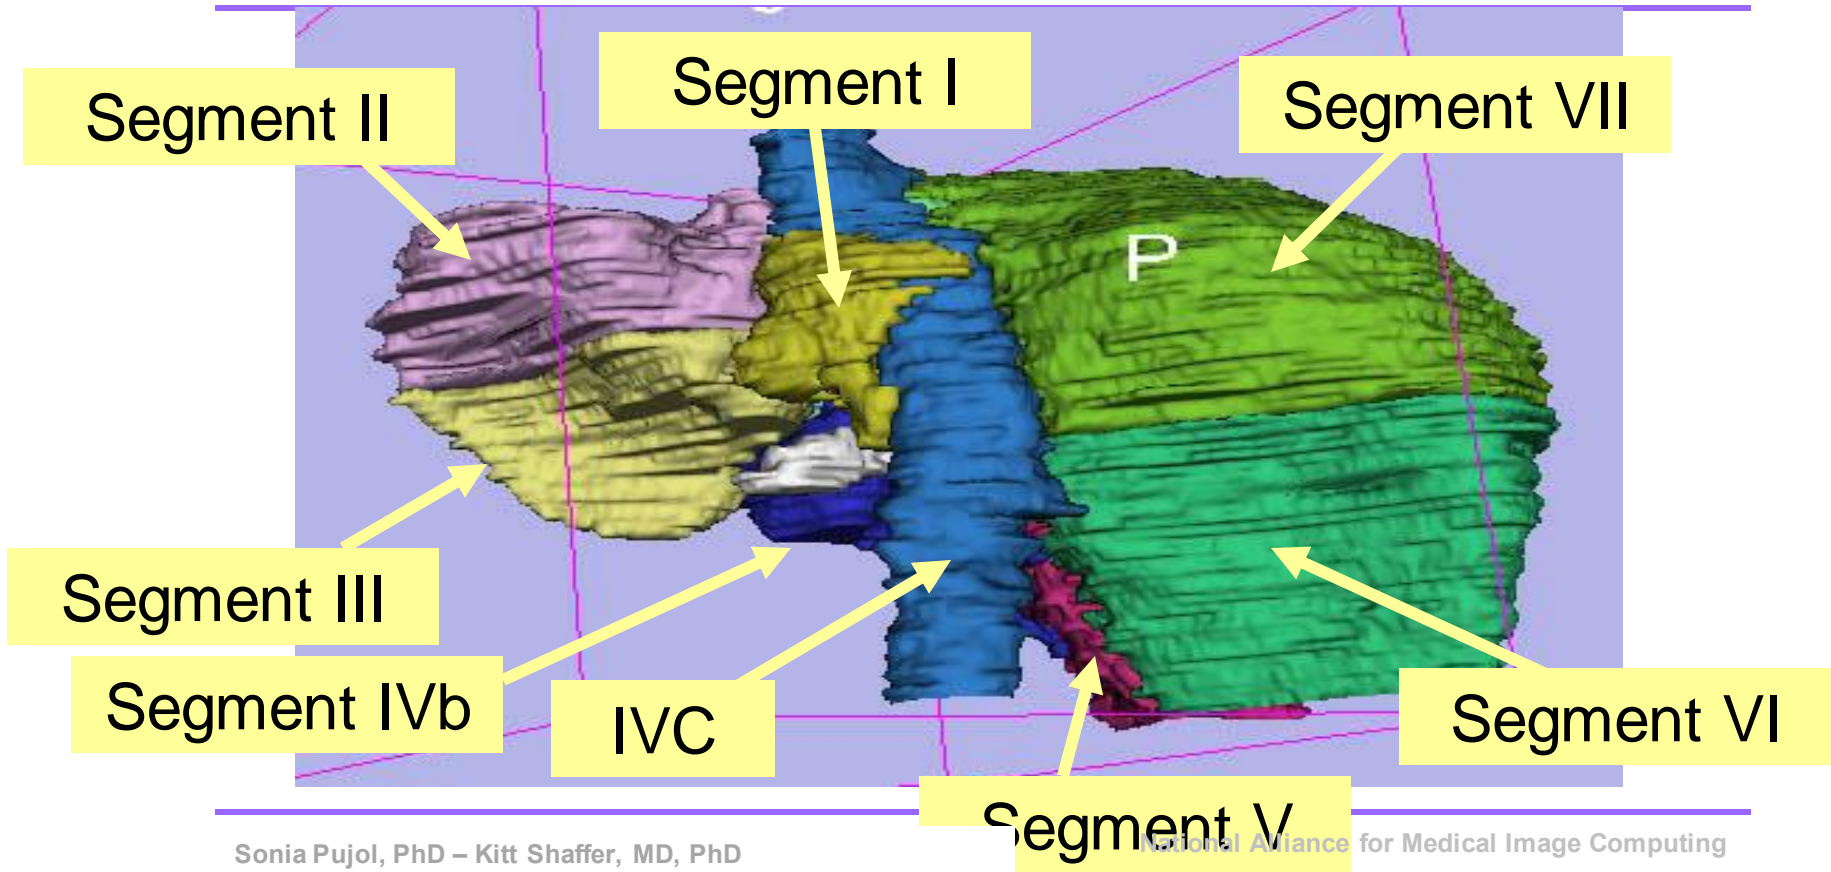 Segment I
Segment II
Segment VII
P
Segment III
Segment IVb
IVC
Segment VI
Segment V
Sonia Pujol, PhD – Kitt Shaffer, MD, PhD
National Alliance for Medical Image Computing